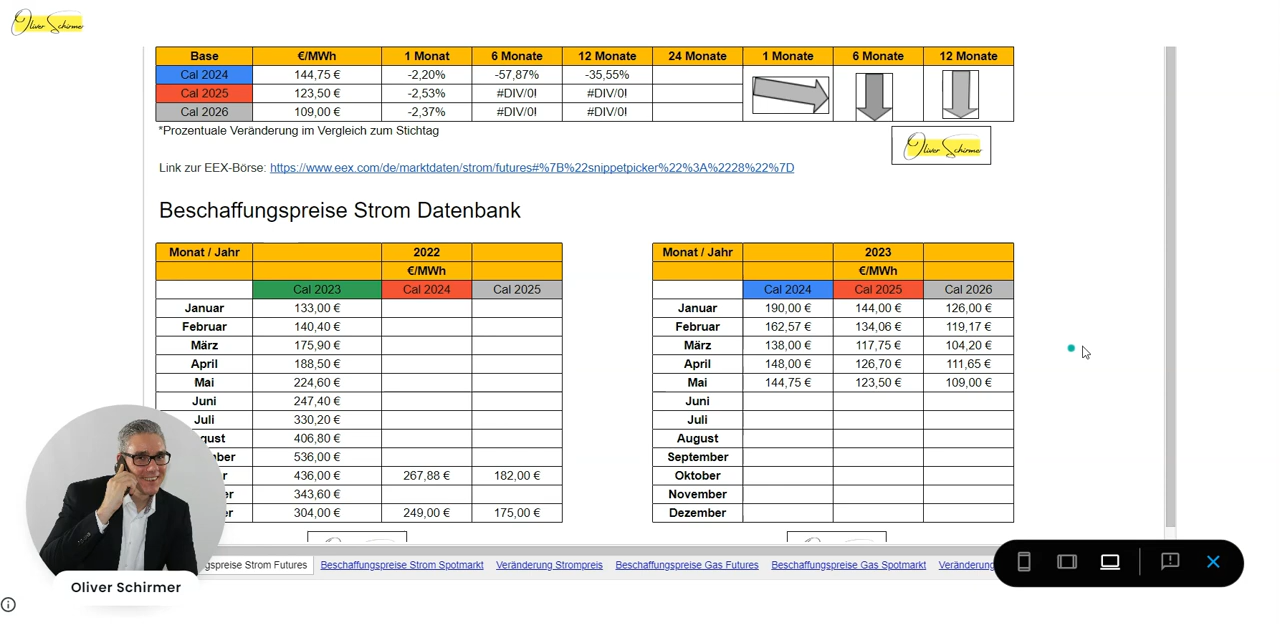 Oliver Schirmer
Base €/MWh 1 Monat 6 Monate 12 Monate 24 Monate 1 Monate 6 Monate 12 Monate
Cal 2024 144,75 € -2,20% -57,87% -35,55%
Cal 2025 123,50 € -2,53% #DIV/0! #DIV/0!
Cal 2026 109,00 € -2,37% #DIV/0! #DIV/0!
*Prozentuale Veränderung im Vergleich zum Stichtag
Oliver Schirmer
Link zur EEX-Börse: https://www.eex.com/de/marktdaten/strom/futures#%7B%22snippetpicker%22%3A%2228%22%7D
Beschaffungspreise Strom Datenbank
Monat / Jahr 2022
€/MWh
Cal 2023 Cal 2024 Cal 2025
Januar 133,00 €
Februar 140,40 €
März 175,90 €
April 188,50 €
Mai 224,60 €
Juni 247,40 €
Juli 330,20 €
gust 406,80 €
ber 536,00 €
r 436,00 € 267,88 € 182,00 €
er 343,60 €
er 304,00 € 249,00 € 175,00 €
Monat / Jahr 2023
€/MWh
Cal 2024 Cal 2025 Cal 2026
Januar 190,00 € 144,00 € 126,00 €
Februar 162,57 € 134,06 € 119,17 €
März 138,00 € 117,75 € 104,20 €
April 148,00 € 126,70 € 111,65 €
Mai 144,75 € 123,50 € 109,00 €
Juni
Juli
August
September
Oktober
November
Dezember
gspreise Strom Futures Beschaffungspreise Strom Spotmarkt Veränderung Strompreis Beschaffungspreise Gas Futures Beschaffungspreise Gas Spotmarkt Veränderung
Oliver Schirmer